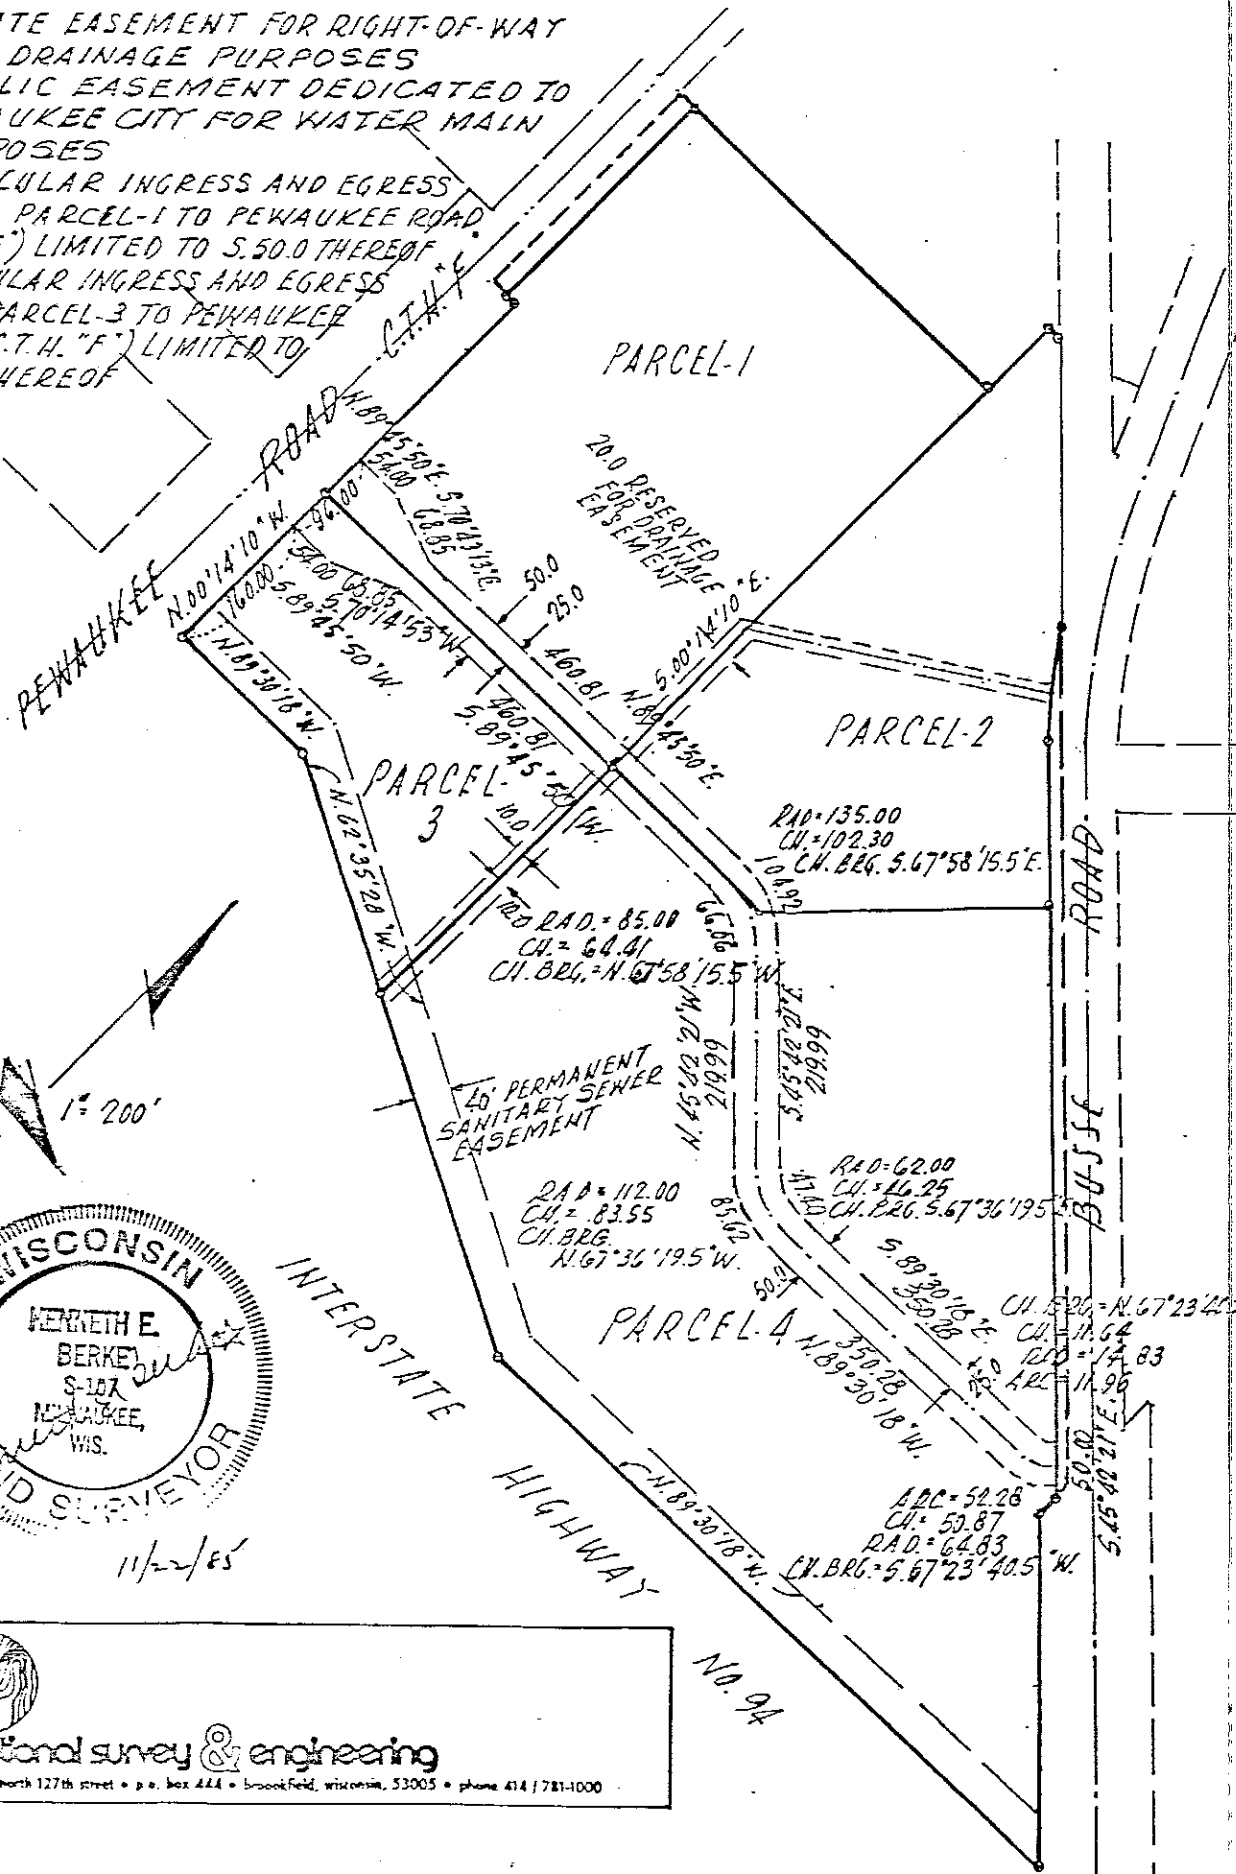 TE EASEMENT FOR RIGHT-OF-WAY
DRAINAGE PURPOSES
LIC EASEMENT DEDICATED TO
UKEE CITY FOR WATER MAIN
POSES
CULAR INGRESS AND EGRESS
PARCEL-1 TO PEWAUKEE ROAD
") LIMITED TO S.50.0 THEREOF
ULAR INGRESS AND EGRESS
PARCEL-3 TO PEWAUKEE
C.T.H. "F") LIMITED TO
HEREOF
PEWAUKEE ROAD C.T.H. "F"
PARCEL-1
20.0 RESERVED
FOR DRAINAGE
EASEMENT
N.89°45'50"E. S.70°43'13"E.
54.00 68.85
N.00°14'10"W.
96.00
160.00
54.00 68.85
S.70°14'53"W.
S.89°45'50"W.
50.0
25.0
460.81
N.89°45'50"E.
S.00°14'10"E.
N.89°30'18"W.
460.81
S.89°45'50"W.
PARCEL-2
PARCEL-
3
10.0
10.0
N.62°35'28"W.
RAD=135.00
CH.=102.30
CH. BRG. S.67°58'15.5"E.
104.92
RAD.=85.00
CH.=64.41
CH. BRG.=N.67°58'15.5"W.
66.06
N.45°42'21"W.
219.99
S.45°42'21"E.
219.99
BUSSE ROAD
1"=200'
40' PERMANENT
SANITARY SEWER
EASEMENT
RAD=62.00
CH.=46.25
CH. BRG. S.67°36'19.5"E.
47.40
RAD=112.00
CH.=83.55
CH. BRG.
N.67°36'19.5"W.
85.62
50.0
S.89°30'18"E.
350.28
PARCEL-4
350.28
N.89°30'18"W.
CH. BRG.=N.67°23'40
CH.=11.64
RAD=14.83
ARC=11.96
50.00
S.45°42'21"E.
ARC=52.28
CH.=50.87
RAD.=64.83
CH. BRG.=S.67°23'40.5"W.
N.89°30'18"W.
INTERSTATE HIGHWAY NO. 94
WISCONSIN
KENNETH E.
BERKE
S-107
MILWAUKEE,
WIS.
ND SURVEYOR
11/22/85
tional survey & engineering
north 127th street • p.o. box 444 • brookfield, wisconsin, 53005 • phone 414 / 781-1000